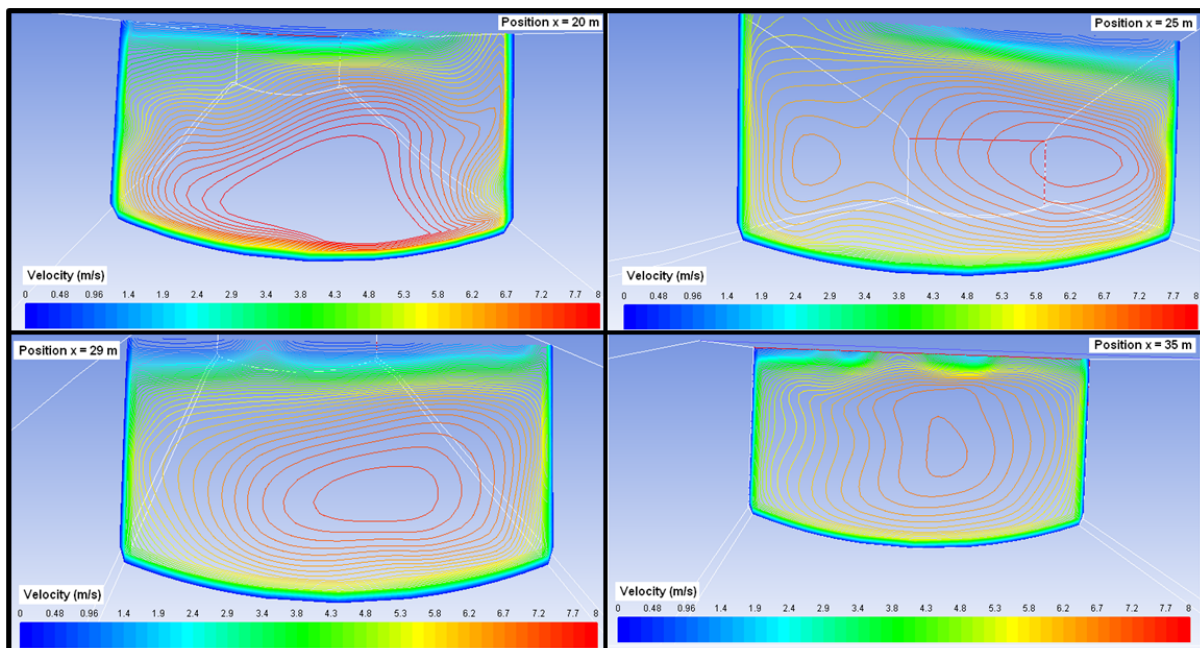 Position x = 20 m
Velocity (m/s)
0 0.48 0.96 1.4 1.9 2.4 2.9 3.4 3.8 4.3 4.8 5.3 5.8 6.2 6.7 7.2 7.7 8
Position x = 25 m
Velocity (m/s)
0 0.48 0.96 1.4 1.9 2.4 2.9 3.4 3.8 4.3 4.8 5.3 5.8 6.2 6.7 7.2 7.7 8
Position x = 29 m
Velocity (m/s)
0 0.48 0.96 1.4 1.9 2.4 2.9 3.4 3.8 4.3 4.8 5.3 5.8 6.2 6.7 7.2 7.7 8
Position x = 35 m
Velocity (m/s)
0 0.48 0.96 1.4 1.9 2.4 2.9 3.4 3.8 4.3 4.8 5.3 5.8 6.2 6.7 7.2 7.7 8